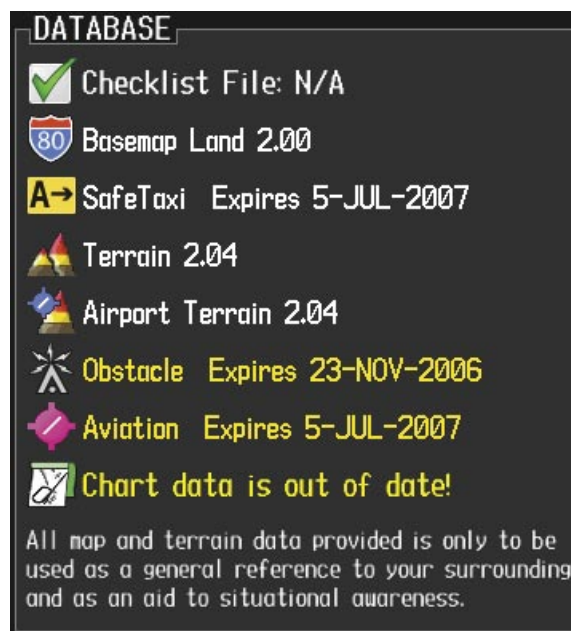 DATABASE
Checklist File: N/A
80 Basemap Land 2.00
A→ SafeTaxi Expires 5-JUL-2007
Terrain 2.04
Airport Terrain 2.04
Obstacle Expires 23-NOV-2006
Aviation Expires 5-JUL-2007
Chart data is out of date!
All map and terrain data provided is only to be
used as a general reference to your surrounding
and as an aid to situational awareness.